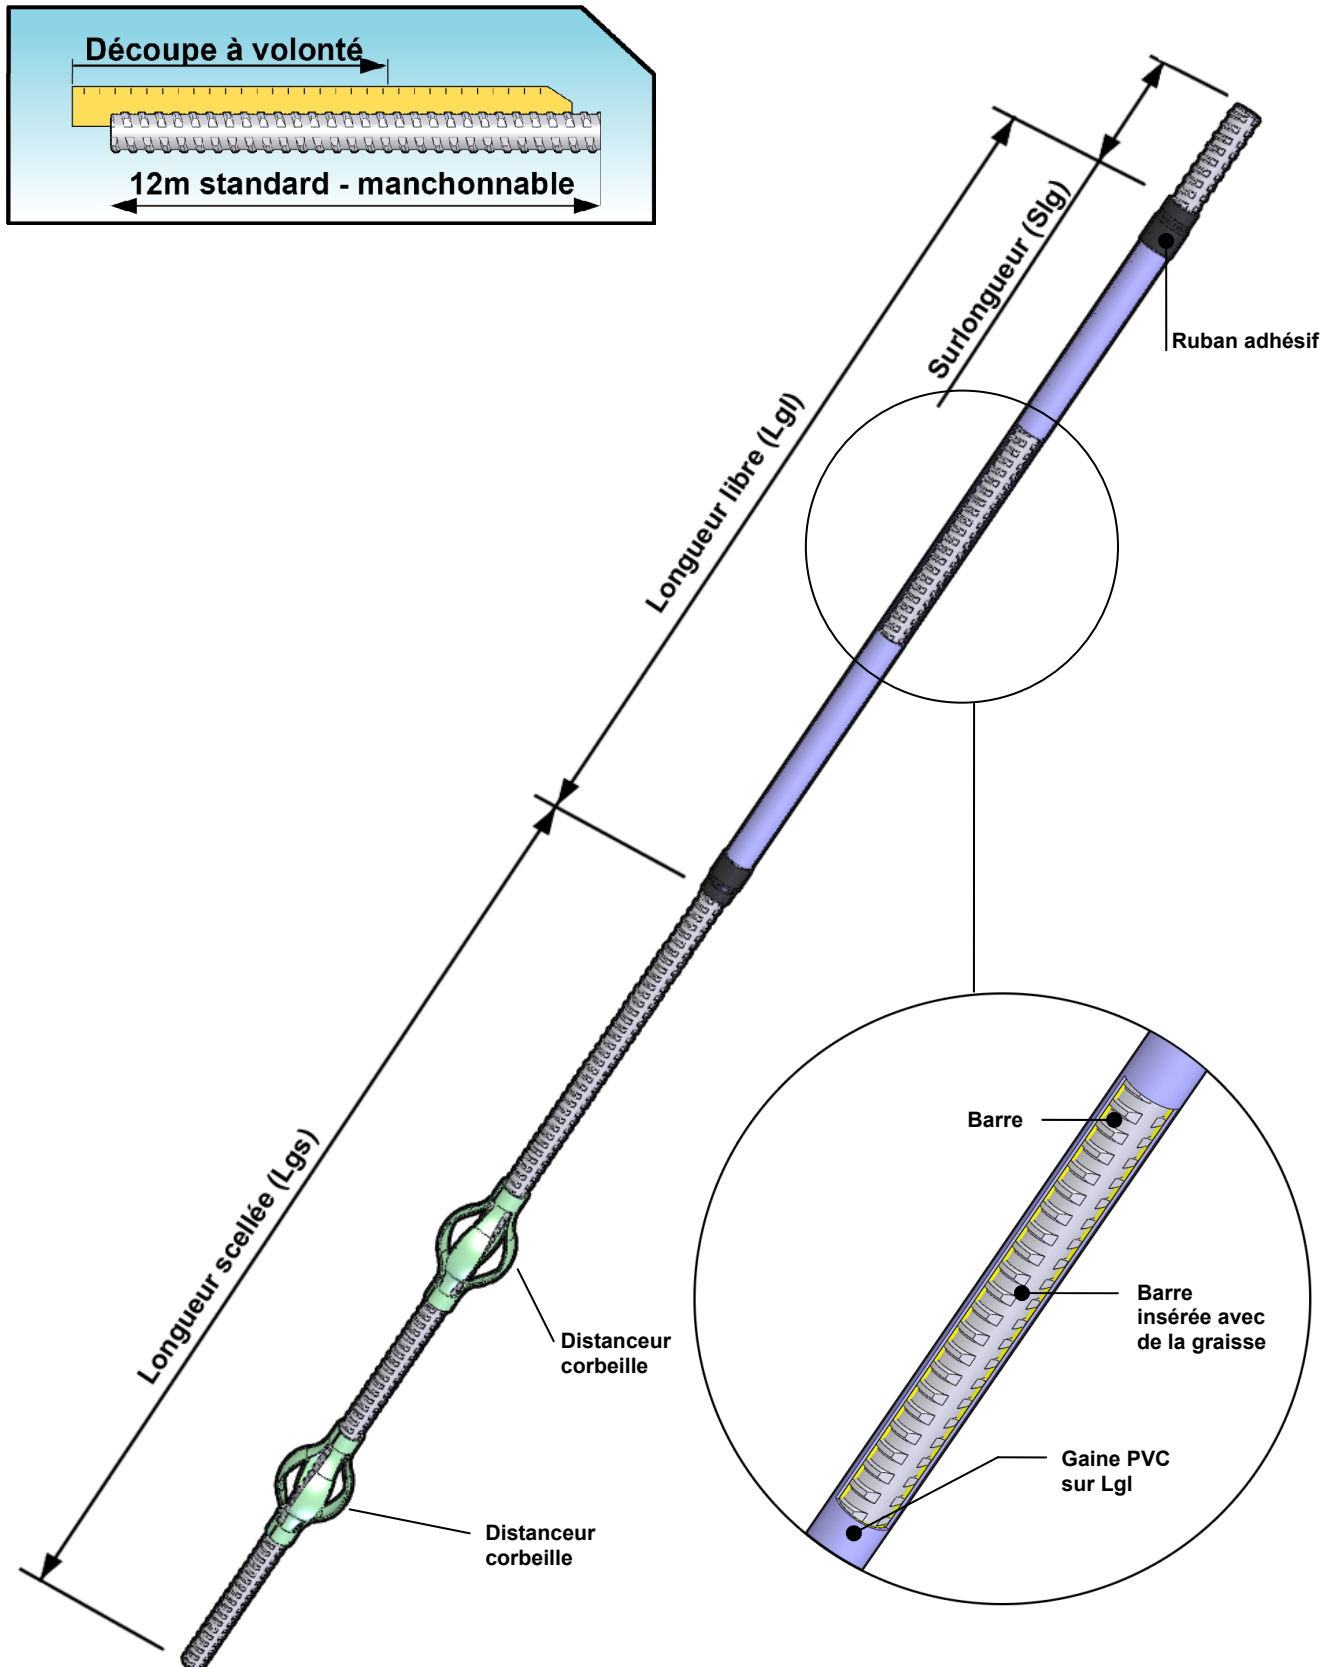 Découpe à volonté
12m standard - manchonnable
Surlongueur (Slg)
Ruban adhésif
Longueur libre (Lgl)
Longueur scellée (Lgs)
Barre
Barre
insérée avec
de la graisse
Distanceur
corbeille
Gaine PVC
sur Lgl
Distanceur
corbeille